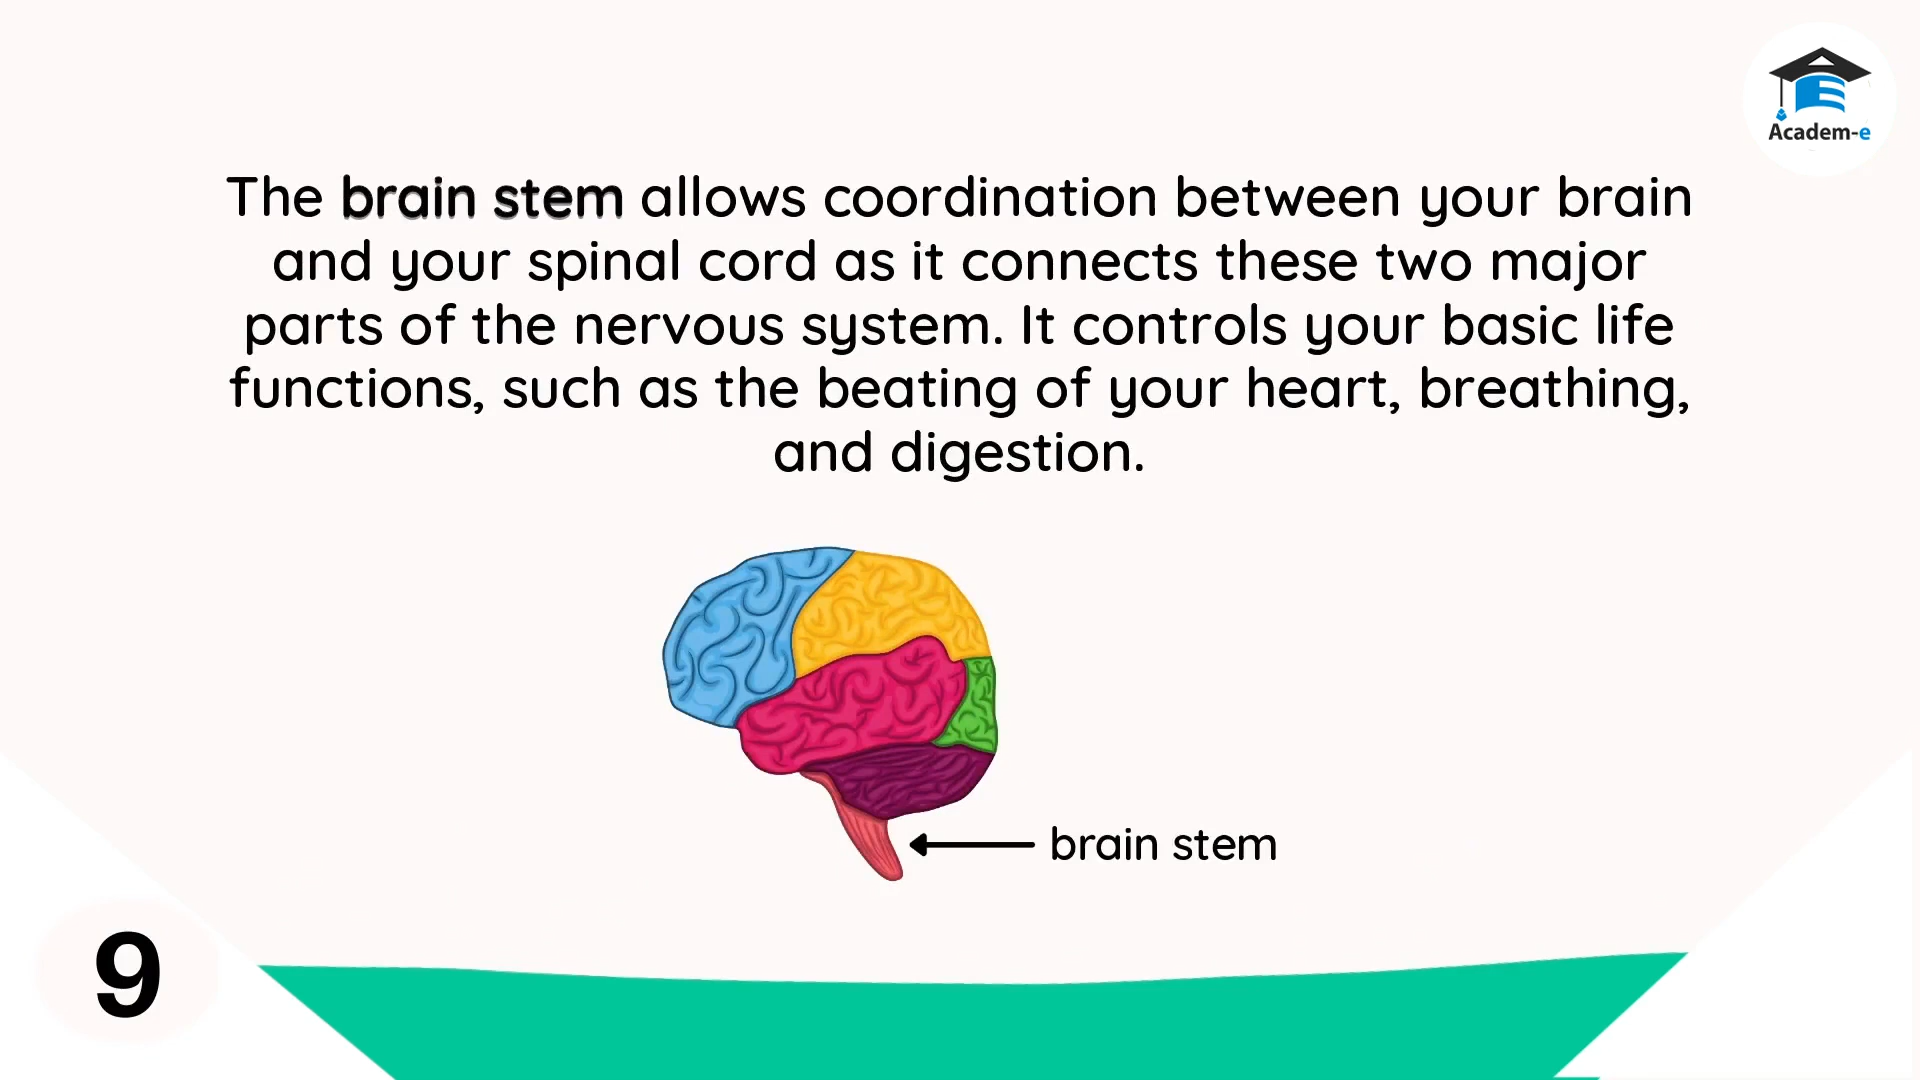 Academ-e
The brain stem allows coordination between your brain
and your spinal cord as it connects these two major
parts of the nervous system. It controls your basic life
functions, such as the beating of your heart, breathing,
and digestion.
brain stem
9